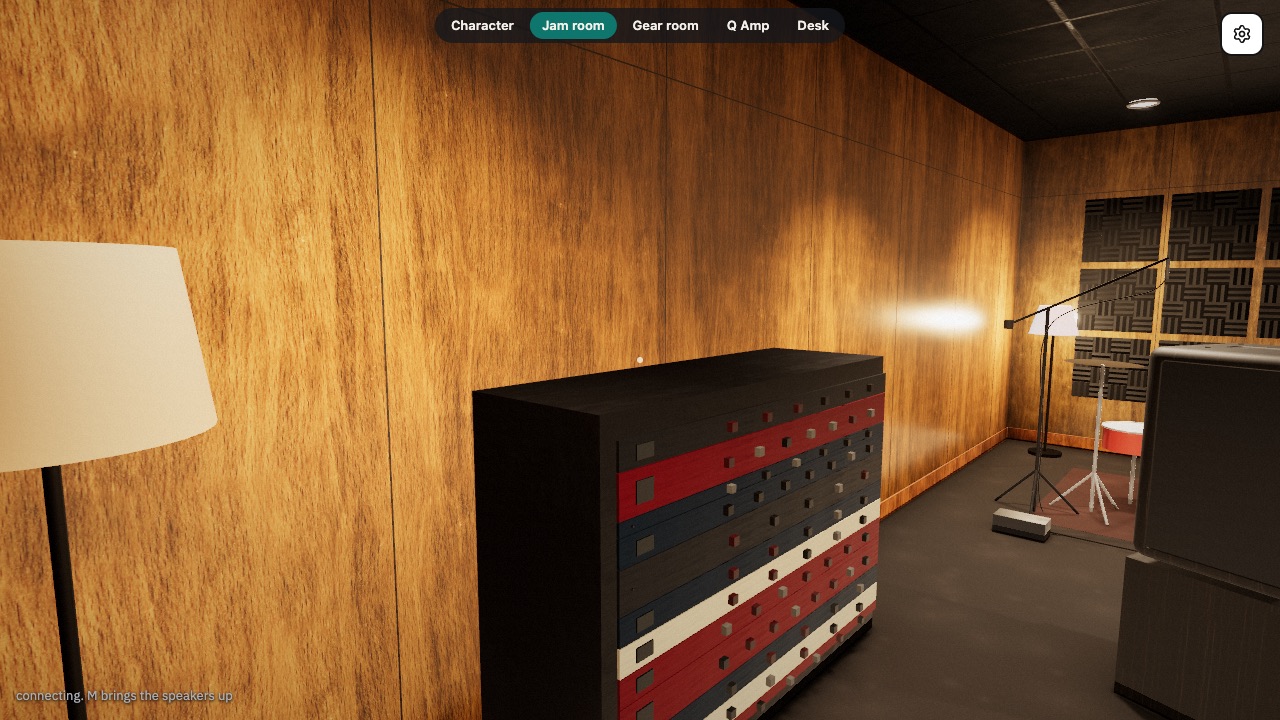 Character
Jam room
Gear room
Q Amp
Desk
connecting. M brings the speakers up